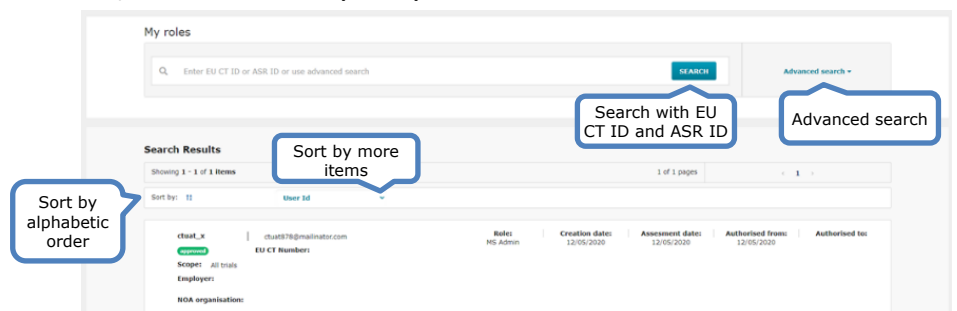 My roles
Enter EU CT ID or ASR ID or use advanced search
SEARCH
Advanced search
Search with EU
CT ID and ASR ID
Advanced search
Search Results
Sort by more
items
Showing 1 - 1 of 1 items
1 of 1 pages
‹ 1 ›
Sort by
alphabetic
order
Sort by:
User Id
ctuat_x
ctuat878@mailinator.com
Role:
Creation date:
Assesment date:
Authorised from:
Authorised to:
MS Admin
12/05/2020
12/05/2020
12/05/2020
approved
EU CT Number:
Scope: All trials
Employer:
NOA organisation: